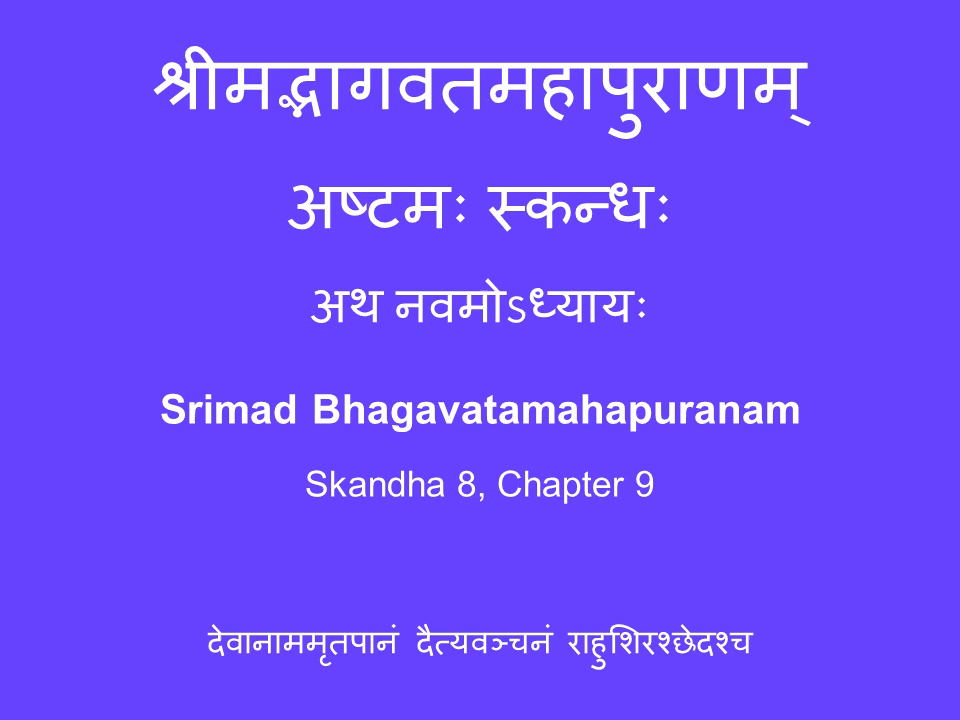 श्रीमद्भागवतमहापुराणम्
अष्टमः स्कन्धः
अथ नवमोऽध्यायः
Srimad Bhagavatamahapuranam
Skandha 8, Chapter 9
देवानाममृतपानं दैत्यवञ्चनं राहुशिरश्छेदश्च